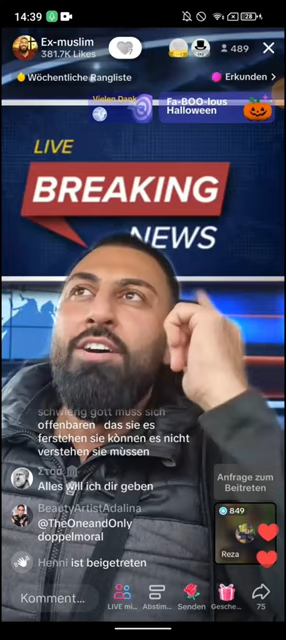 14:39
Ex-muslim
381.7K Likes
489
Wöchentliche Rangliste
Erkunden >
Vielen Dank
Fa-BOO-lous
Halloween
LIVE
BREAKING
NEWS
schwieng gott muss sich
offenbaren das sie es
ferstehen sie können es nicht
verstehen sie mùssen
Alles will ich dir geben
BeautyArtistAdalina
@TheOneandOnly
doppelmoral
Henni ist beigetreten
Anfrage zum
Beitreten
849
Reza
Komment...
LIVE mi...
Abstim...
Senden
Gesche...
75